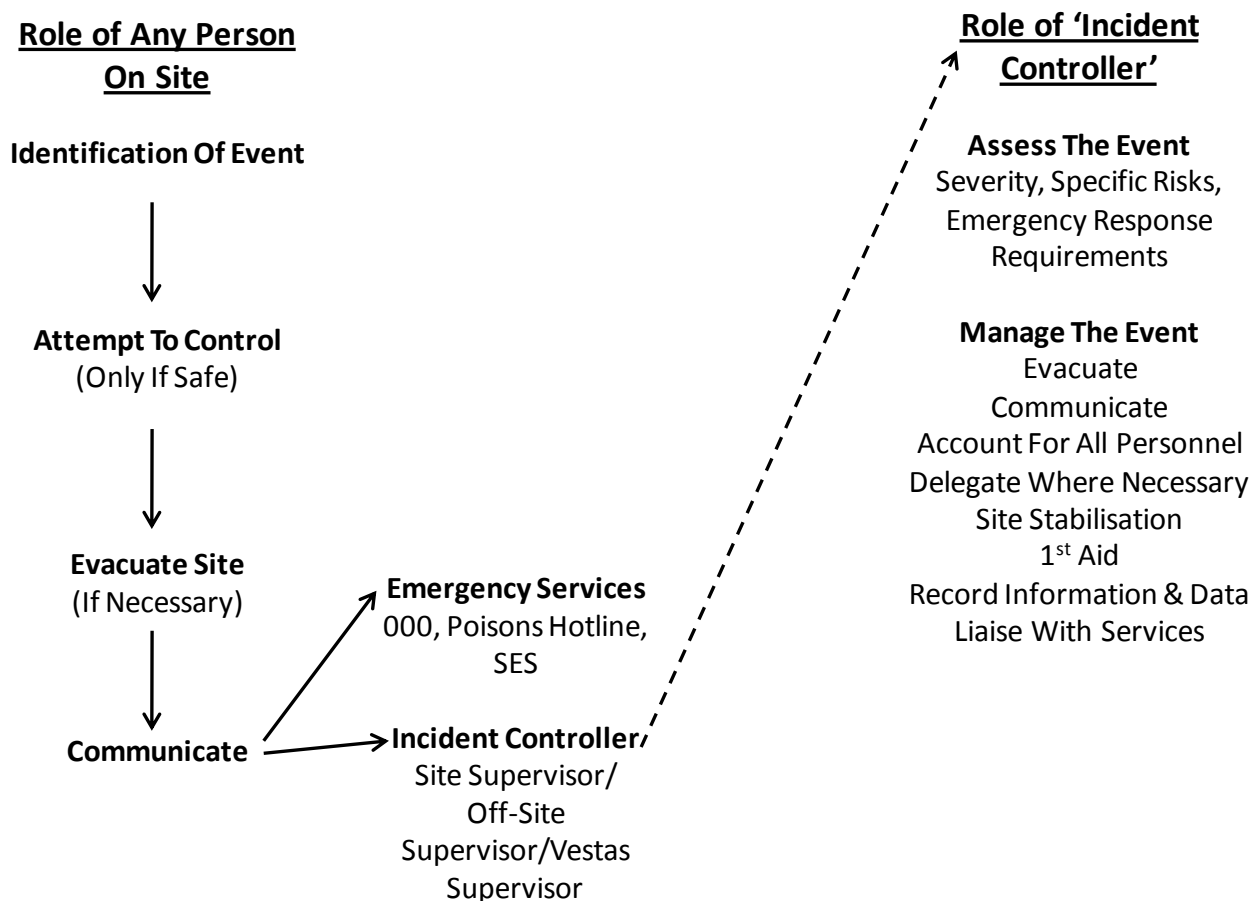 Role of Any Person
On Site
Identification Of Event
Attempt To Control
(Only If Safe)
Evacuate Site
(If Necessary)
Communicate
Emergency Services
000, Poisons Hotline,
SES
Incident Controller
Site Supervisor/
Off-Site
Supervisor/Vestas
Supervisor
Role of ‘Incident
Controller’
Assess The Event
Severity, Specific Risks,
Emergency Response
Requirements
Manage The Event
Evacuate
Communicate
Account For All Personnel
Delegate Where Necessary
Site Stabilisation
1st Aid
Record Information & Data
Liaise With Services